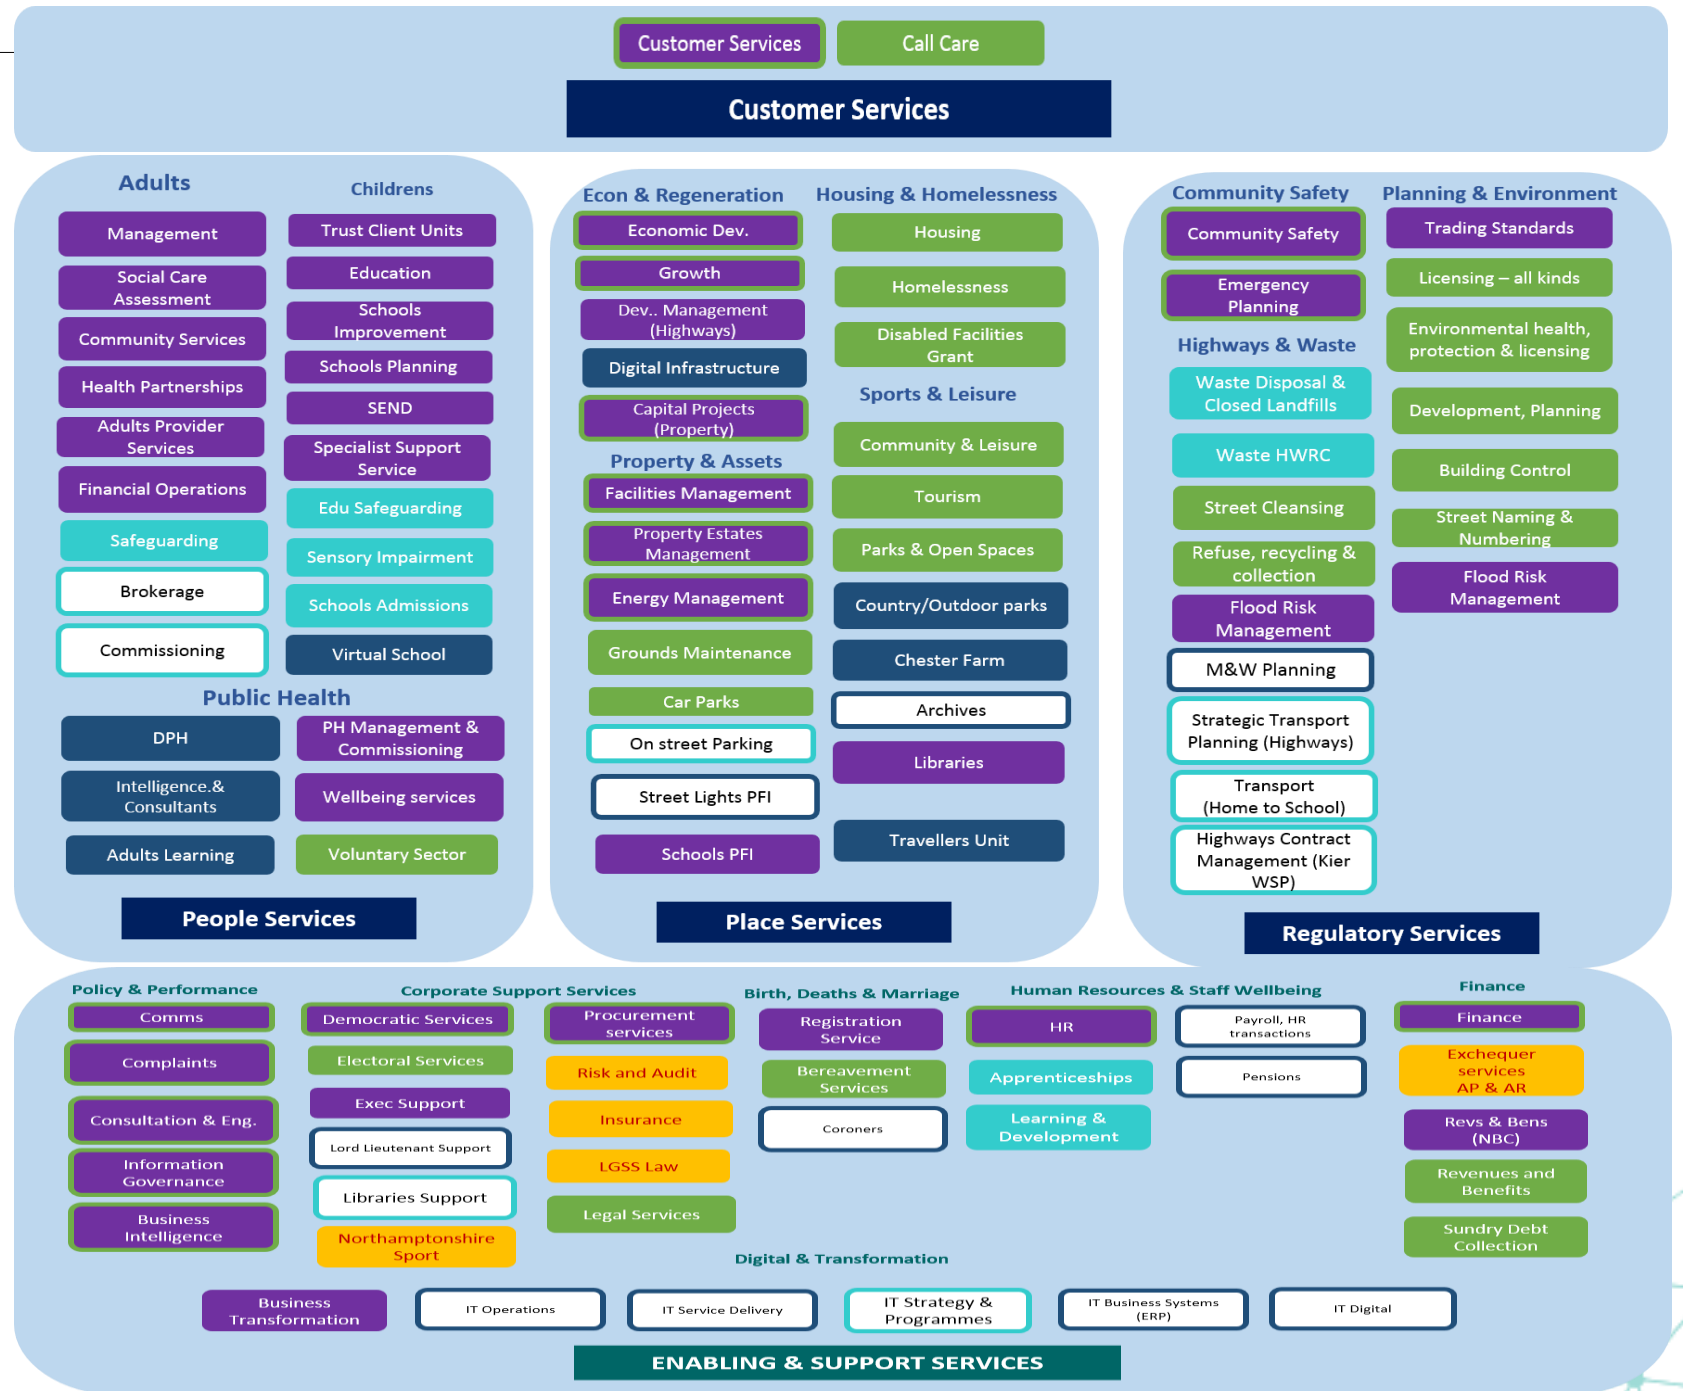 Customer Services
Call Care
Customer Services
Adults
Management
Social Care
Assessment
Community Services
Health Partnerships
Adults Provider
Services
Financial Operations
Safeguarding
Brokerage
Commissioning
Childrens
Trust Client Units
Education
Schools
Improvement
Schools Planning
SEND
Specialist Support
Service
Edu Safeguarding
Sensory Impairment
Schools Admissions
Virtual School
Public Health
DPH
Intelligence.&
Consultants
Adults Learning
PH Management &
Commissioning
Wellbeing services
Voluntary Sector
People Services
Econ & Regeneration
Economic Dev.
Growth
Dev.. Management
(Highways)
Digital Infrastructure
Capital Projects
(Property)
Property & Assets
Facilities Management
Property Estates
Management
Energy Management
Grounds Maintenance
Car Parks
On street Parking
Street Lights PFI
Schools PFI
Housing & Homelessness
Housing
Homelessness
Disabled Facilities
Grant
Sports & Leisure
Community & Leisure
Tourism
Parks & Open Spaces
Country/Outdoor parks
Chester Farm
Archives
Libraries
Travellers Unit
Place Services
Community Safety
Community Safety
Emergency
Planning
Highways & Waste
Waste Disposal &
Closed Landfills
Waste HWRC
Street Cleansing
Refuse, recycling &
collection
Flood Risk
Management
M&W Planning
Strategic Transport
Planning (Highways)
Transport
(Home to School)
Highways Contract
Management (Kier
WSP)
Planning & Environment
Trading Standards
Licensing – all kinds
Environmental health,
protection & licensing
Development, Planning
Building Control
Street Naming &
Numbering
Flood Risk
Management
Regulatory Services
Policy & Performance
Comms
Complaints
Consultation & Eng.
Information
Governance
Business
Intelligence
Corporate Support Services
Democratic Services
Electoral Services
Exec Support
Lord Lieutenant Support
Libraries Support
Northamptonshire
Sport
Procurement
services
Risk and Audit
Insurance
LGSS Law
Legal Services
Birth, Deaths & Marriage
Registration
Service
Bereavement
Services
Coroners
Human Resources & Staff Wellbeing
HR
Apprenticeships
Learning &
Development
Payroll, HR
transactions
Pensions
Finance
Finance
Exchequer
services
AP & AR
Revs & Bens
(NBC)
Revenues and
Benefits
Sundry Debt
Collection
Digital & Transformation
Business
Transformation
IT Operations
IT Service Delivery
IT Strategy &
Programmes
IT Business Systems
(ERP)
IT Digital
ENABLING & SUPPORT SERVICES